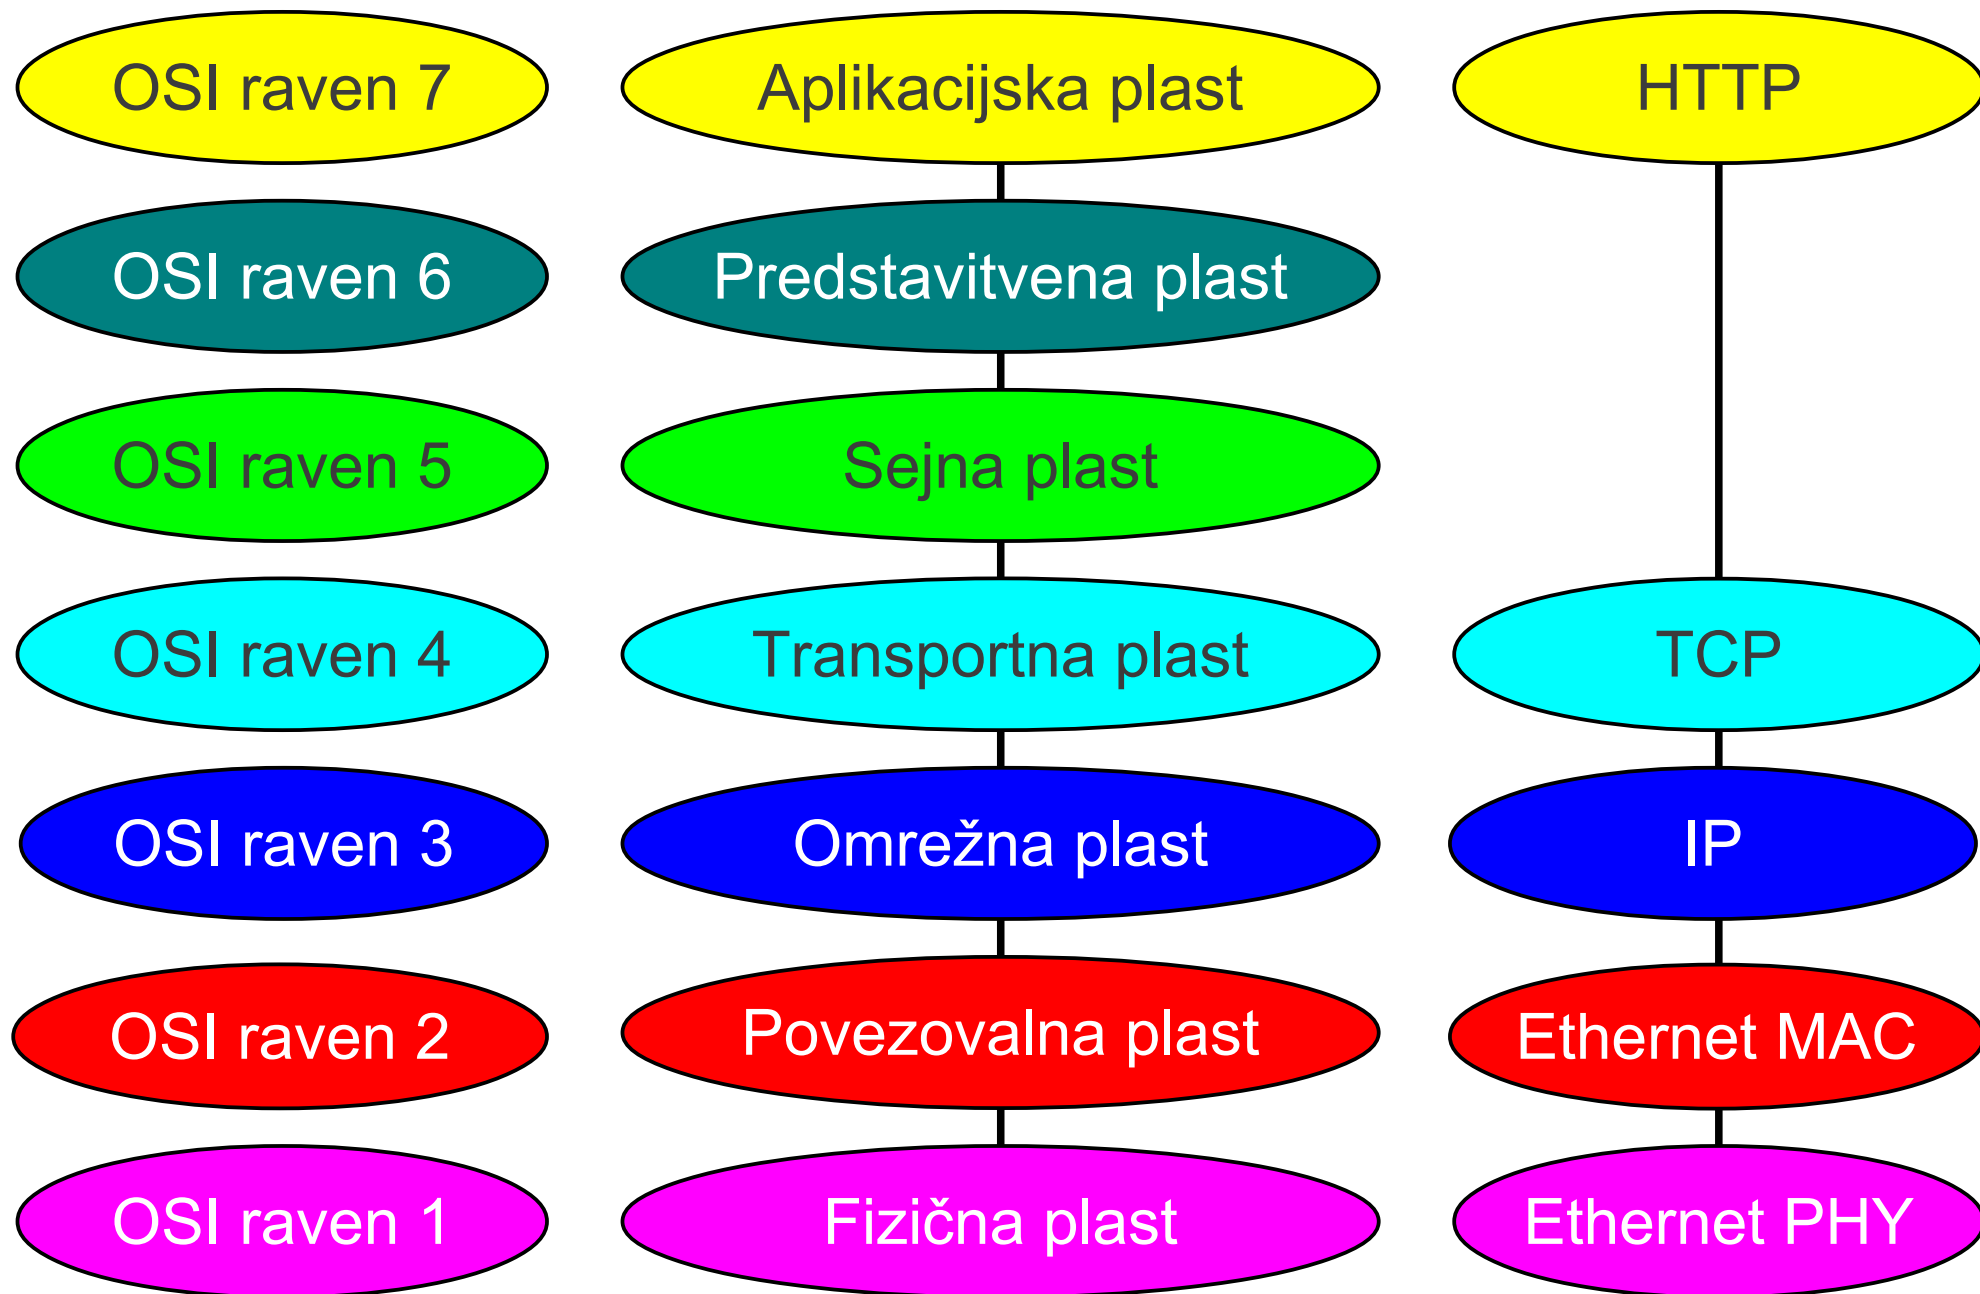 OSI raven 7
Aplikacijska plast
HTTP
OSI raven 6
Predstavitvena plast
OSI raven 5
Sejna plast
OSI raven 4
Transportna plast
TCP
OSI raven 3
Omrežna plast
IP
OSI raven 2
Povezovalna plast
Ethernet MAC
OSI raven 1
Fizična plast
Ethernet PHY